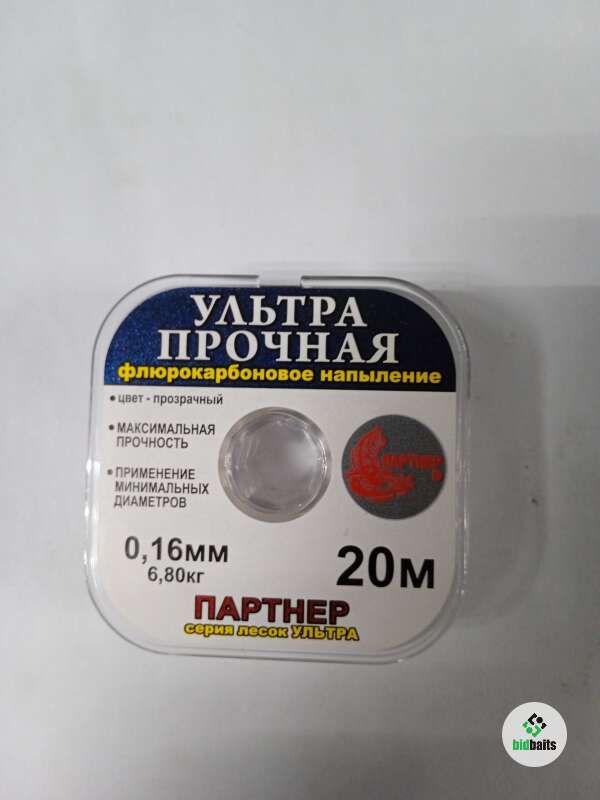 УЛЬТРА
ПРОЧНАЯ
флюрокарбоновое напыление
• цвет - прозрачный
• МАКСИМАЛЬНАЯ
ПРОЧНОСТЬ
• ПРИМЕНЕНИЕ
МИНИМАЛЬНЫХ
ДИАМЕТРОВ
ПАРТНЕР
0,16мм
6,80кг
20м
ПАРТНЕР
серия лесок УЛЬТРА
bidbaits